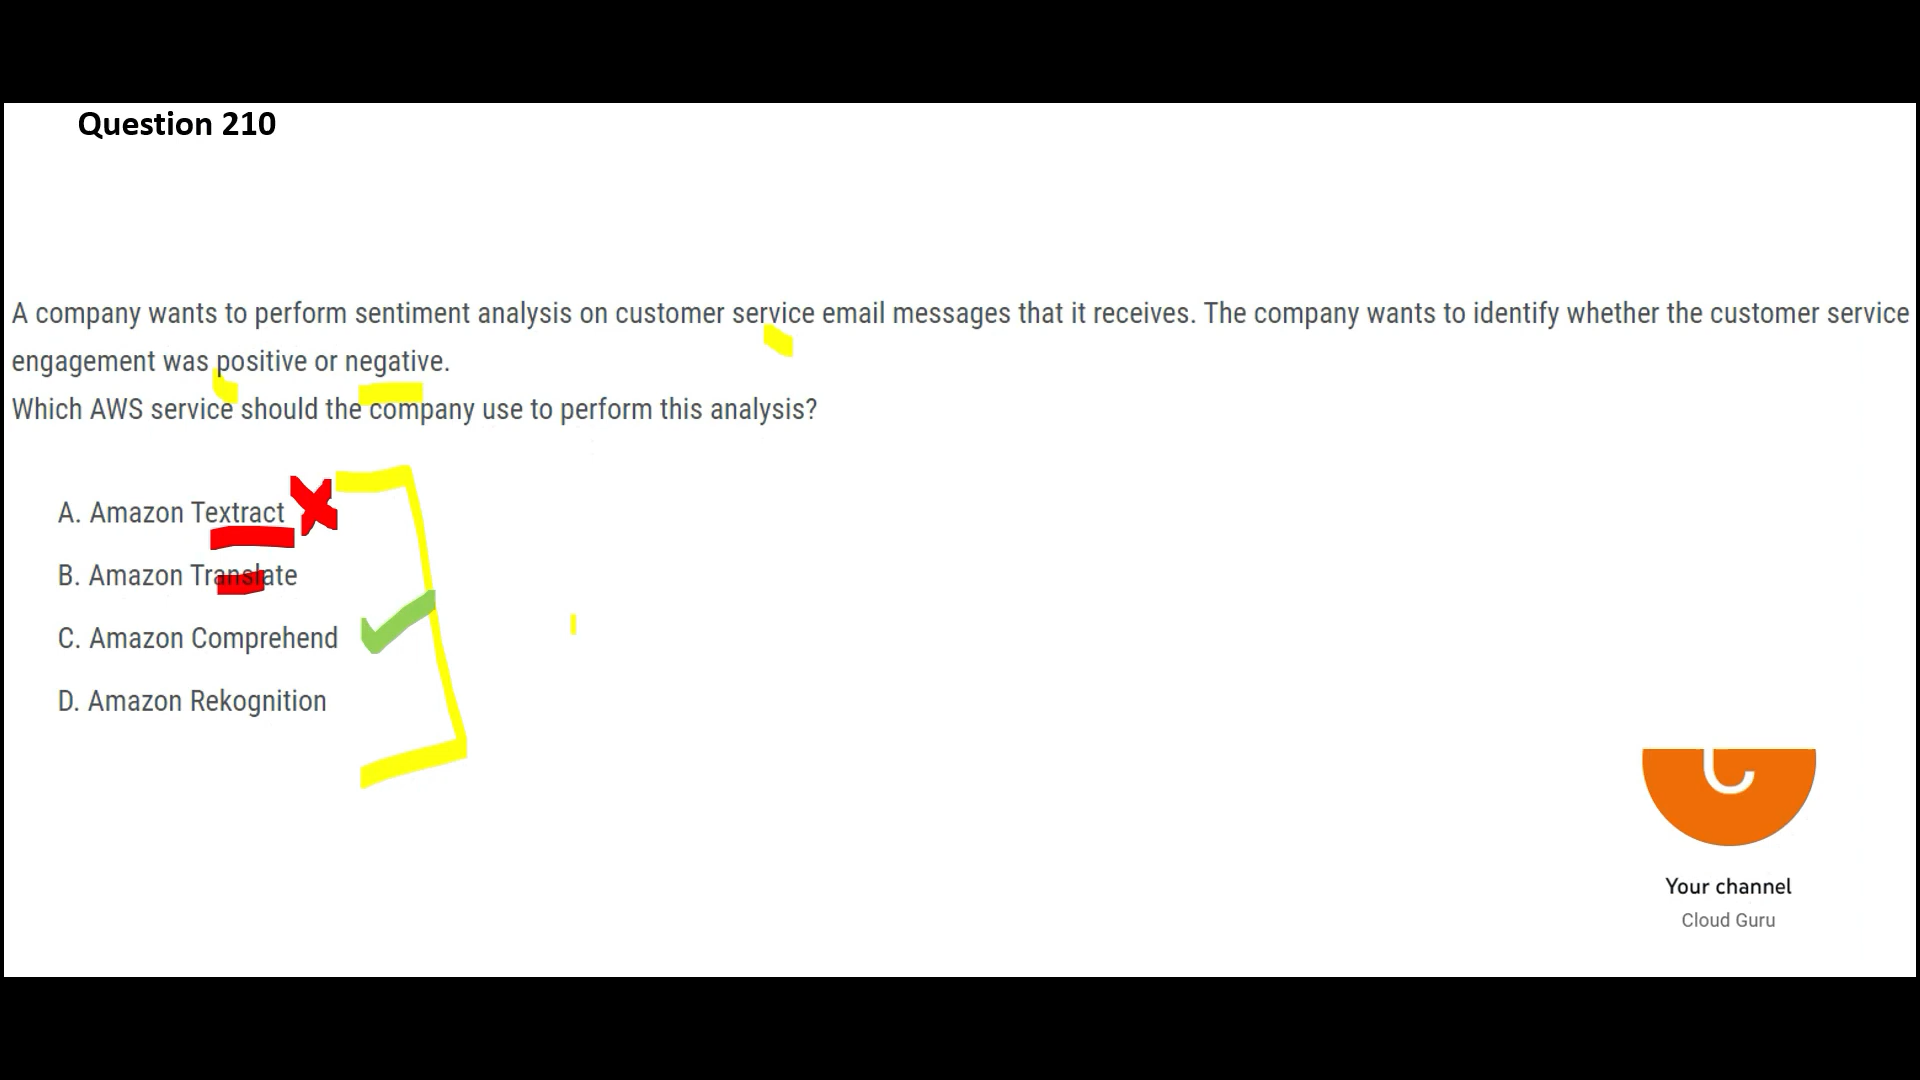 Question 210
A company wants to perform sentiment analysis on customer service email messages that it receives. The company wants to identify whether the customer service
engagement was positive or negative.
Which AWS service should the company use to perform this analysis?
A. Amazon Textract
B. Amazon Translate
C. Amazon Comprehend
D. Amazon Rekognition
Your channel
Cloud Guru